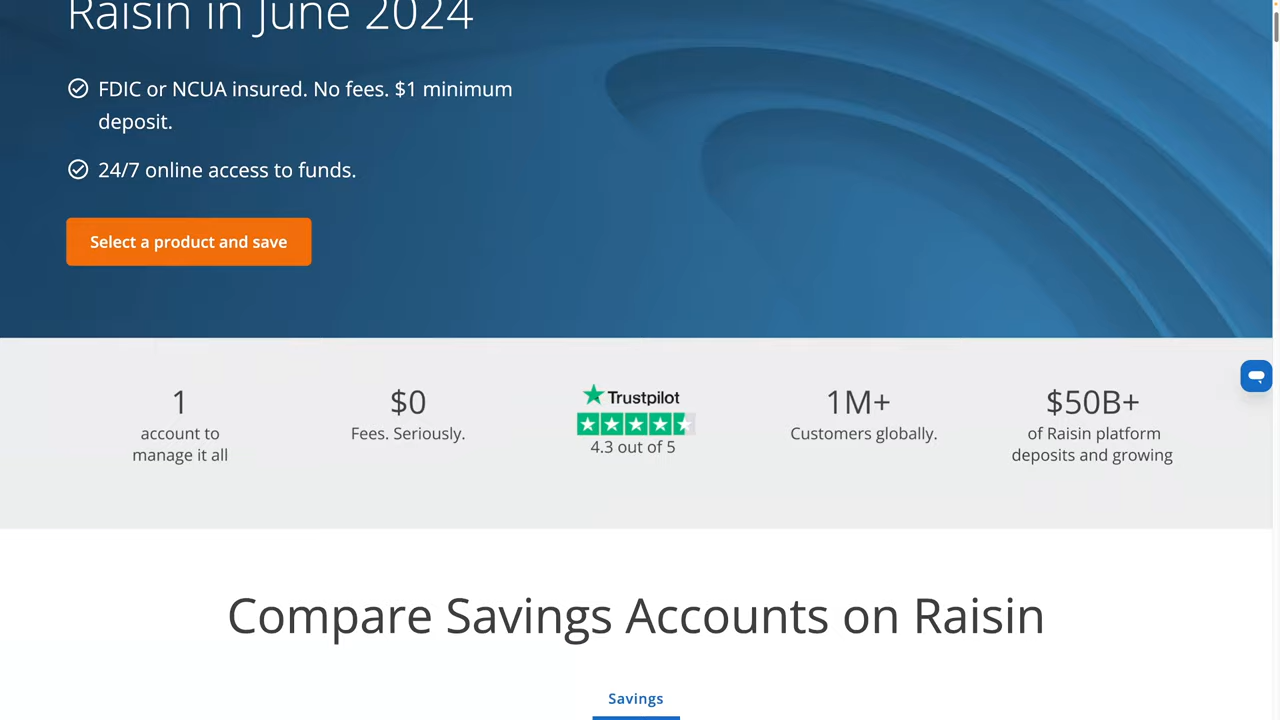 Raisin in June 2024
FDIC or NCUA insured. No fees. $1 minimum
deposit.
24/7 online access to funds.
Select a product and save
1
account to
manage it all
$0
Fees. Seriously.
Trustpilot
4.3 out of 5
1M+
Customers globally.
$50B+
of Raisin platform
deposits and growing
Compare Savings Accounts on Raisin
Savings